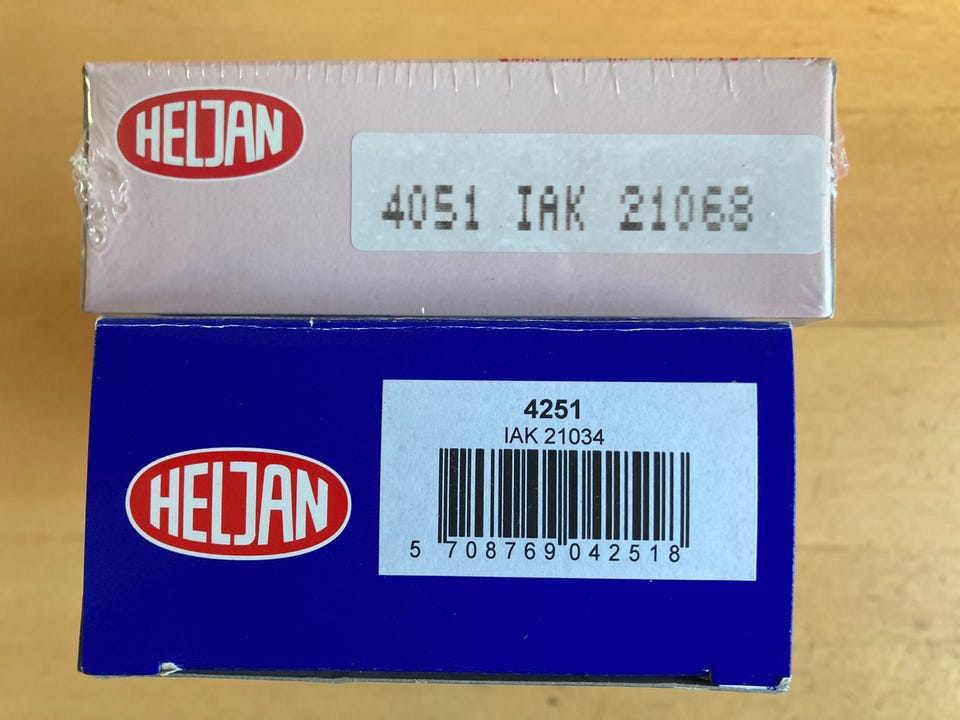 HELJAN
4051 IAK 21068
4251
IAK 21034
HELJAN
5 708769 042518